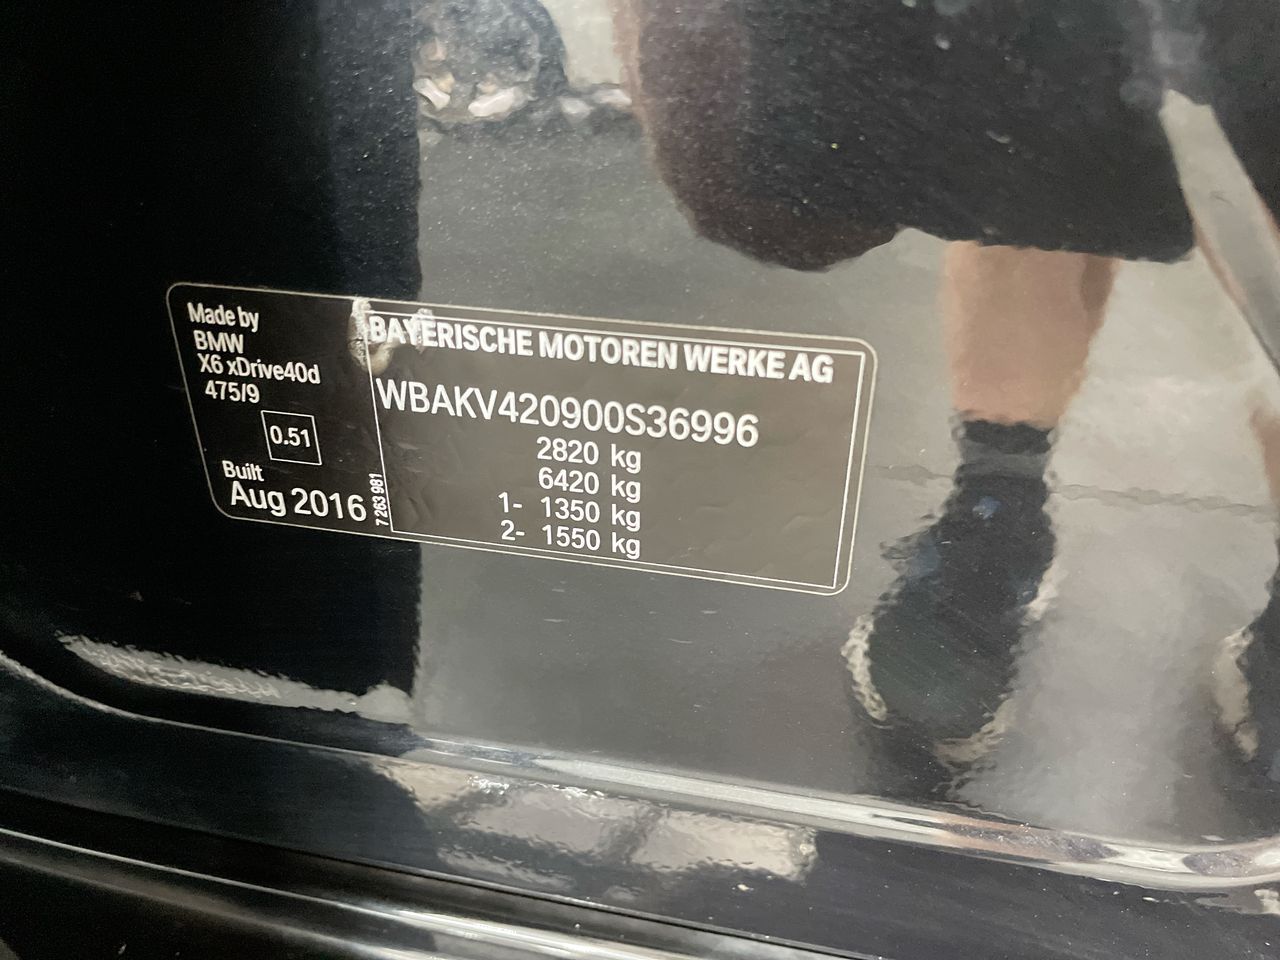 Made by
BMW
X6 xDrive40d
475/9
0.51
Built
Aug 2016
7 263 981
BAYERISCHE MOTOREN WERKE AG
WBAKV420900S36996
2820 kg
6420 kg
1- 1350 kg
2- 1550 kg